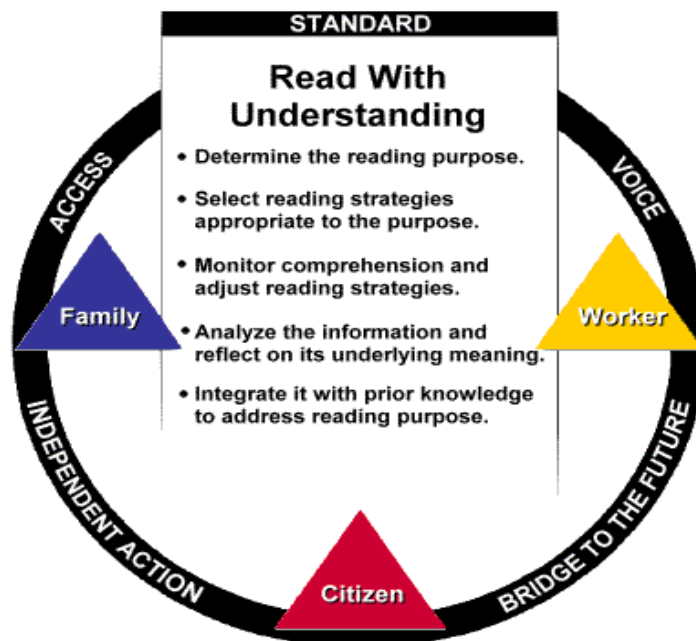 STANDARD
Read With
Understanding
• Determine the reading purpose.
• Select reading strategies
appropriate to the purpose.
• Monitor comprehension and
adjust reading strategies.
• Analyze the information and
reflect on its underlying meaning.
• Integrate it with prior knowledge
to address reading purpose.
ACCESS
VOICE
Family
Worker
INDEPENDENT ACTION
BRIDGE TO THE FUTURE
Citizen